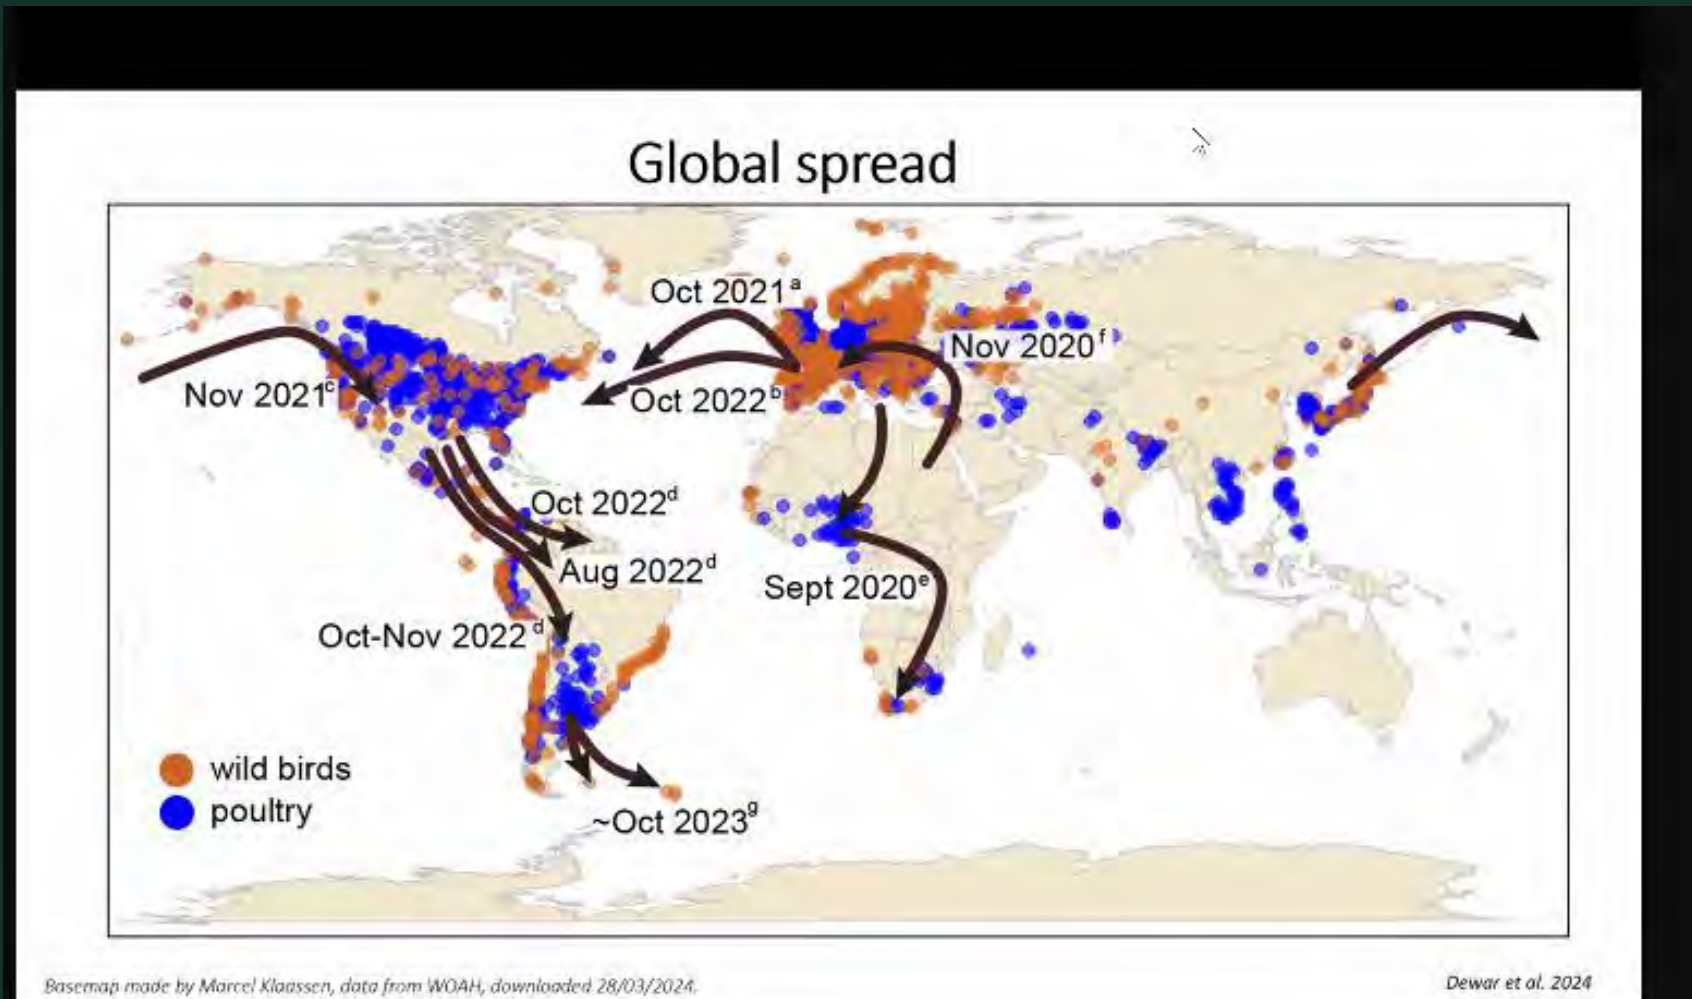 Global spread
Oct 2021ᵃ
Nov 2020ᶠ
Nov 2021ᶜ
Oct 2022ᵇ
Oct 2022ᵈ
Aug 2022ᵈ
Sept 2020ᵉ
Oct-Nov 2022ᵈ
wild birds
poultry
~Oct 2023ᵍ
Basemap made by Marcel Klaassen, data from WOAH, downloaded 28/03/2024.
Dewar et al. 2024